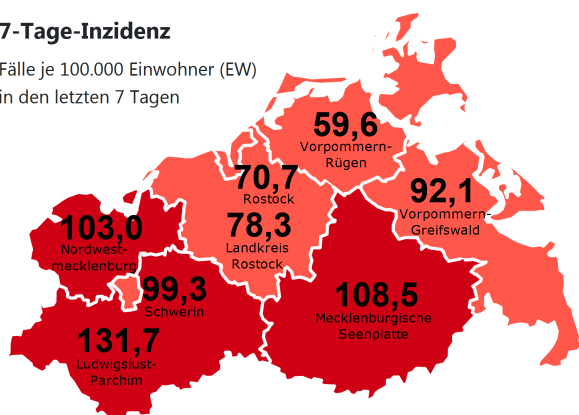 7-Tage-Inzidenz
Fälle je 100.000 Einwohner (EW)
in den letzten 7 Tagen
59,6
Vorpommern-
Rügen
70,7
Rostock
92,1
Vorpommern-
Greifswald
78,3
Landkreis
Rostock
103,0
Nordwest-
mecklenburg
99,3
Schwerin
108,5
Mecklenburgische
Seenplatte
131,7
Ludwigslust-
Parchim